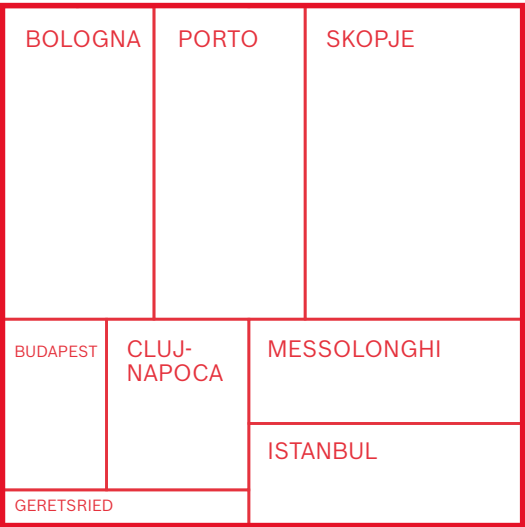 BOLOGNA
PORTO
SKOPJE
BUDAPEST
CLUJ-
NAPOCA
MESSOLONGHI
ISTANBUL
GERETSRIED